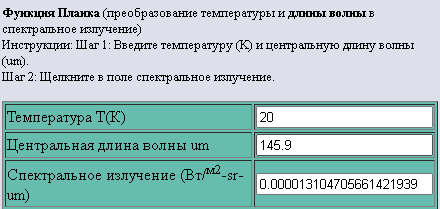 Функция Планка (преобразование температуры и длины волны в
спектральное излучение)
Инструкции: Шаг 1: Введите температуру (К) и центральную длину волны
(um).
Шаг 2: Щелкните в поле спектральное излучение.
Температура Т(К) 20
Центральная длина волны um 145.9
Спектральное излучение (Вт/м2-sr-
um) 0.000013104705661421939